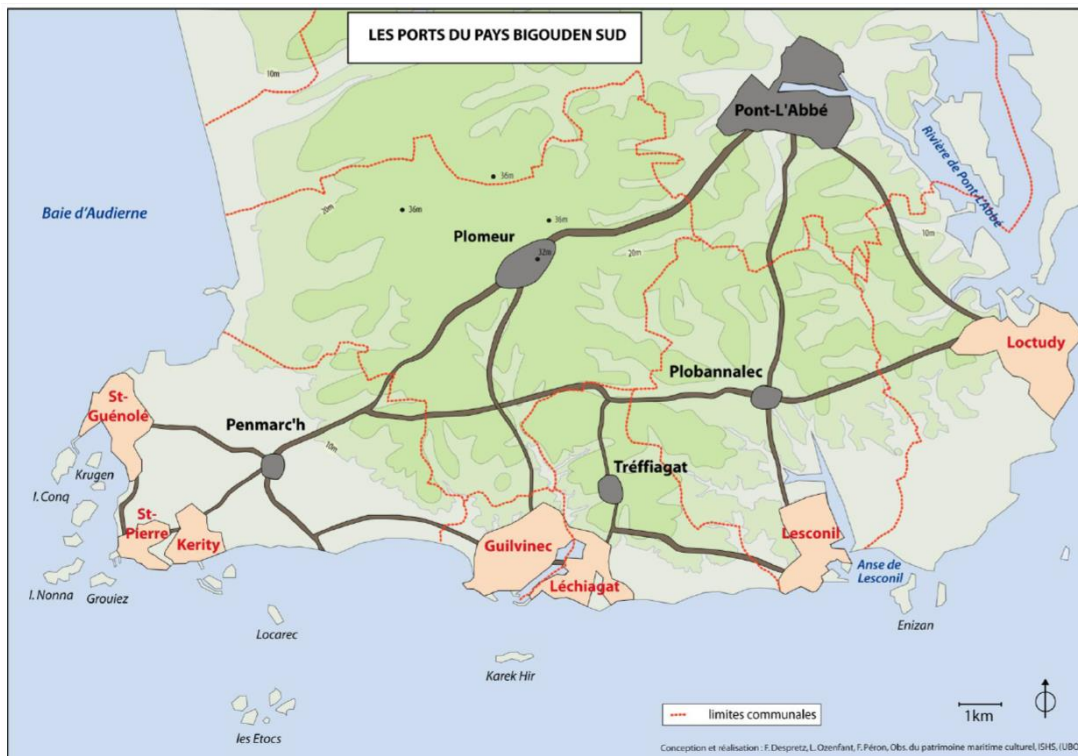 LES PORTS DU PAYS BIGOUDEN SUD
10m
Pont-L'Abbé
Rivière de Pont-L'Abbé
36m
Baie d'Audierne
20m
36m
36m
Plomeur
32m
20m
10m
Loctudy
Plobannalec
St-
Guénolé
Penmarc'h
10m
Krugen
I. Conq
Tréffiagat
St-
Pierre
Kerity
Guilvinec
Lesconil
Léchiagat
Anse de
Lesconil
I. Nonna
Grouiez
Locarec
Enizan
Karek Hir
les Etocs
limites communales
1km
Conception et réalisation : F. Despretz, L. Ozenfant, F. Péron, Obs. du patrimoine maritime culturel, ISHS, (UBO